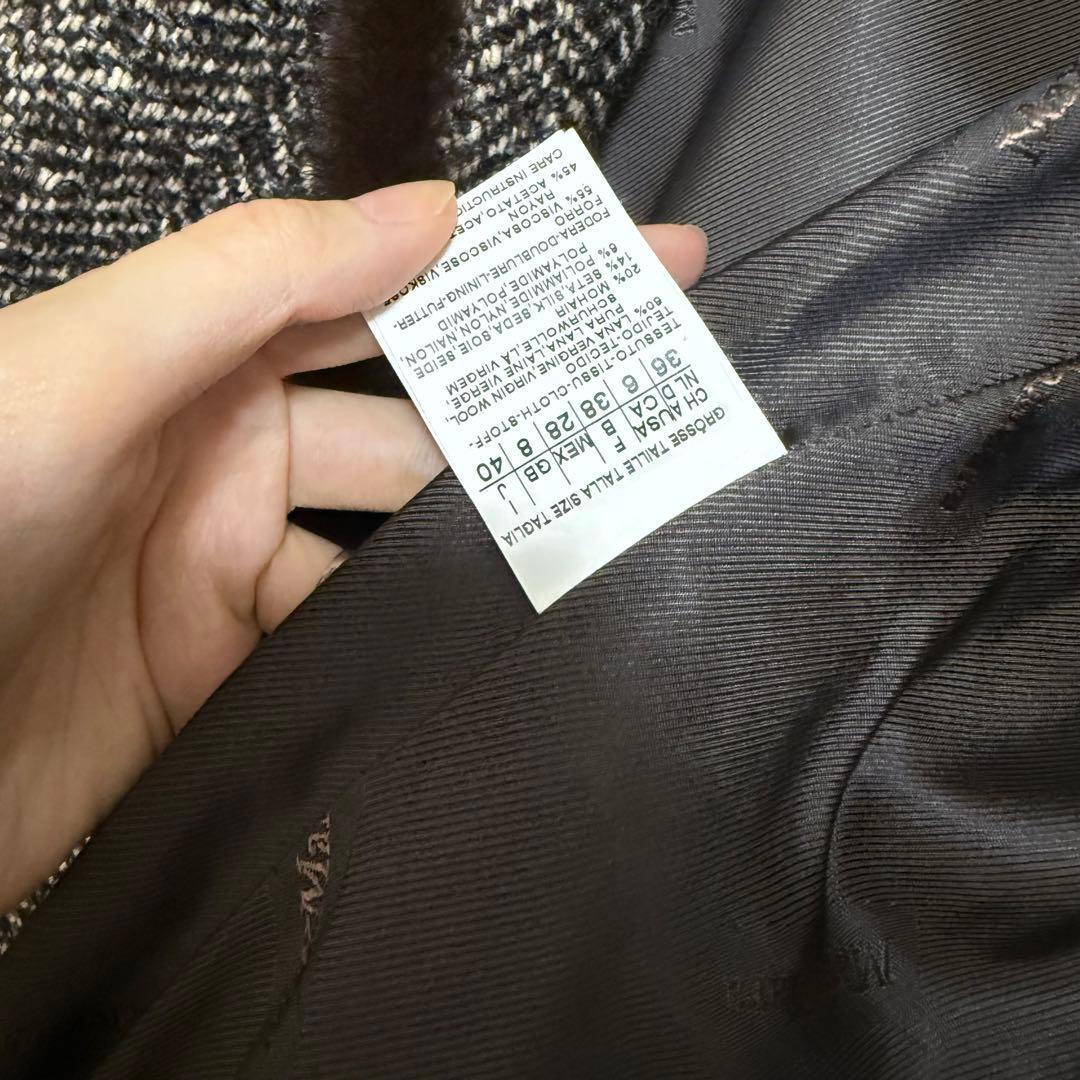 GRÖSSE TAILLE TALLA SIZE TAGLIA
CH A USA F MEX GB I
NL D CA B J
36 6 38 28 8 40
TESSUTO-TECIDO
TISSU-CLOTH-STOFF-
TEJIDO
60% LANA VERGINE, VIRGIN WOOL
PURA LANA, LAINE VIERGE,
SCHURWOLLE, LÃ VIRGEM
20% MOHAIR
14% SETA, SILK, SEDA, SOIE, SEIDE
6% POLIAMMIDE, NYLON, NAILON,
POLYAMIDE, POLYAMID
FODERA-DOUBLURE-LINING-FUTTER-
FORRO
55% VISCOSA, VISCOSE, VISKOSE
RAYON
45% ACETATO, ACE
CARE INSTRUCTI